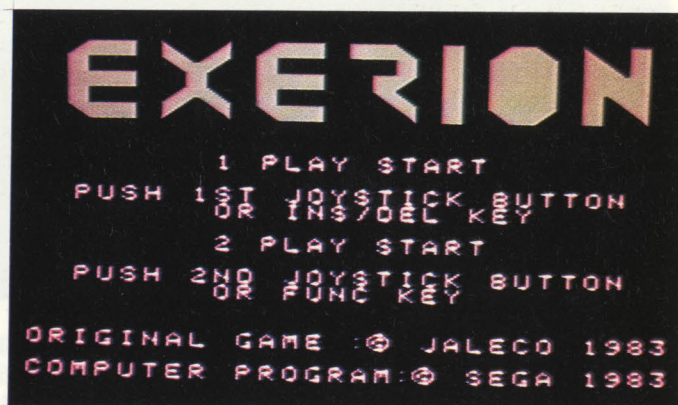 EXERION
1 PLAY START
PUSH 1ST JOYSTICK BUTTON
OR INS/DEL KEY
2 PLAY START
PUSH 2ND JOYSTICK BUTTON
OR FUNC KEY
ORIGINAL GAME :© JALECO 1983
COMPUTER PROGRAM:© SEGA 1983